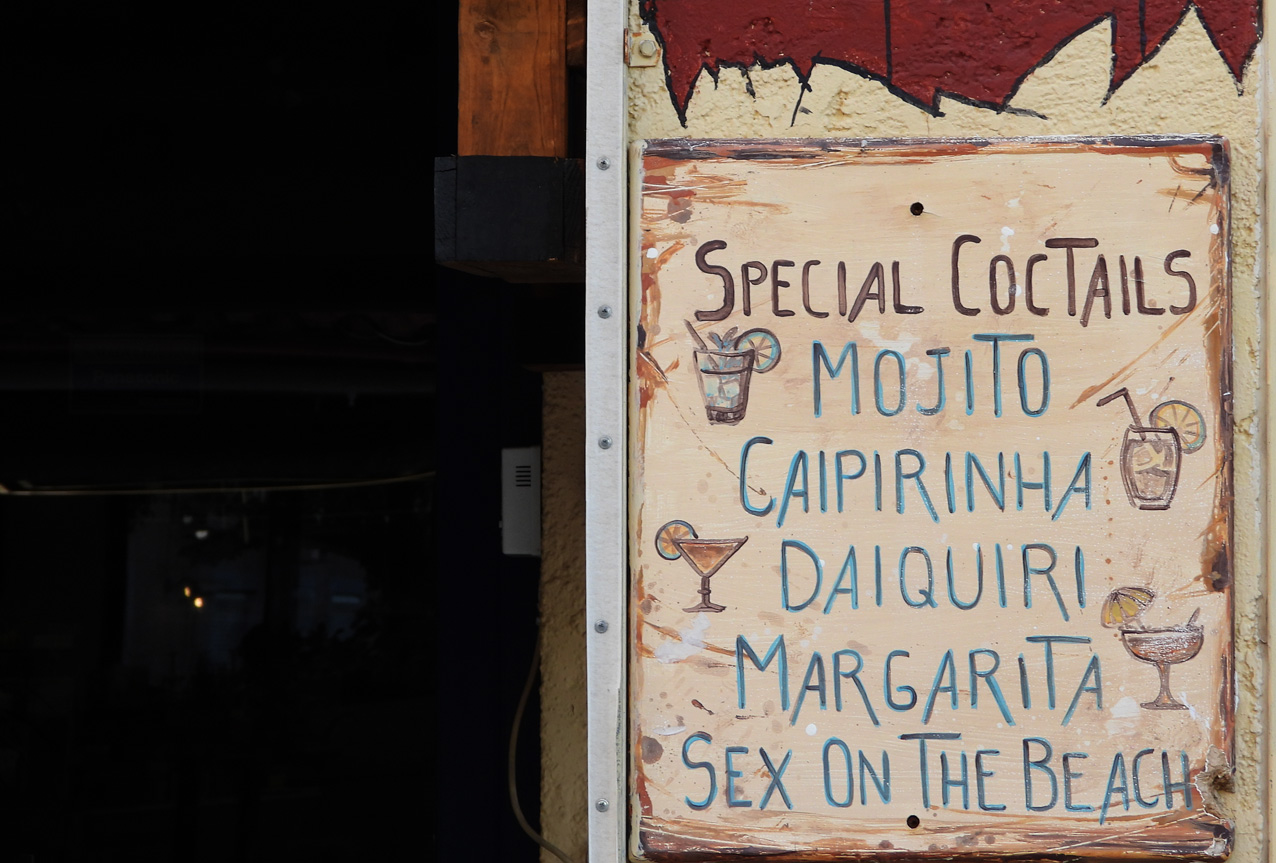 SPECIAL COCTAILS
MOJITO
CAIPIRINHA
DAIQUIRI
MARGARITA
SEX ON THE BEACH